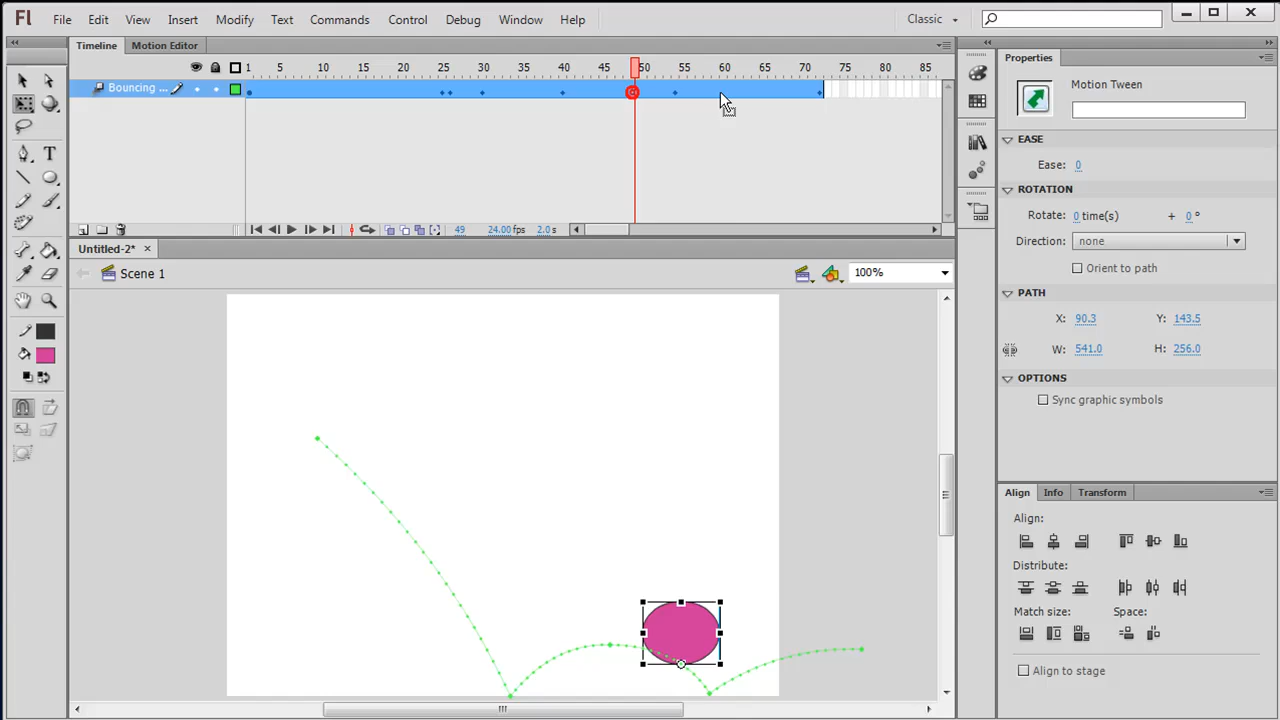 Fl File Edit View Insert Modify Text Commands Control Debug Window Help Classic
Timeline Motion Editor
Properties
1 10 20 30 40 45 50 55 60 65 70 75 80 85
Bouncing ...
Motion Tween
EASE
Ease: 0
ROTATION
Rotate: 0 time(s) + 0 °
Direction: none
Orient to path
49 24.00 fps 2.0 s
Untitled-2*
Scene 1
100%
PATH
X: 90.3 Y: 143.5
W: 541.0 H: 256.0
OPTIONS
Sync graphic symbols
Align Info Transform
Align:
Distribute:
Match size: Space:
Align to stage